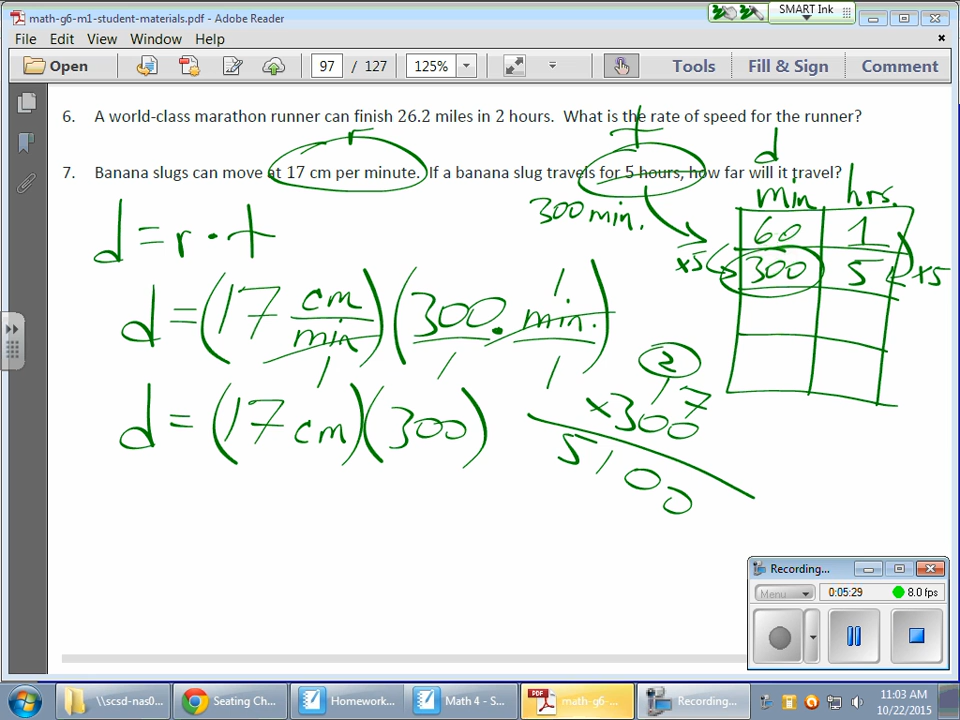 math-g6-m1-student-materials.pdf - Adobe Reader
SMART Ink
File Edit View Window Help
Open 97 / 127 125% Tools Fill & Sign Comment
6. A world-class marathon runner can finish 26.2 miles in 2 hours. What is the rate of speed for the runner?
r t d
7. Banana slugs can move at 17 cm per minute. If a banana slug travels for 5 hours, how far will it travel?
300 min.
min hrs.
60 1
x5 300 5 x5
d = r · t
d = (17 cm/min)(300 · min.)
1 1 1 1
d = (17 cm)(300)
2
17
x300
5100
Recording...
Menu 0:05:29 8.0 fps
\\scsd-nas0... Seating Ch... Homework... Math 4 - S... PDF math-g6-... Recording... 11:03 AM
10/22/2015